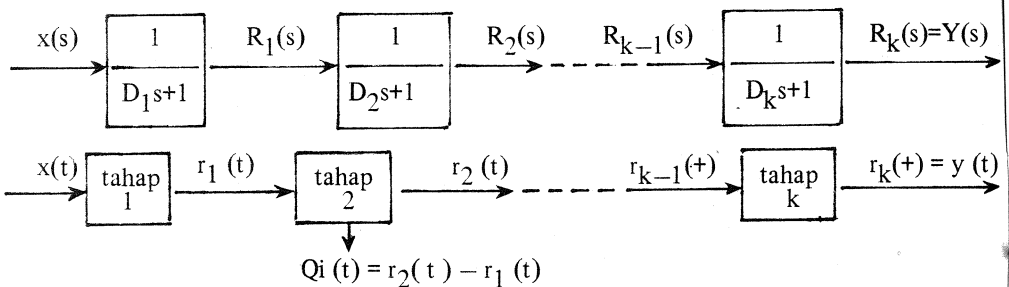 x(s) 1 R₁(s) 1 R₂(s) Rₖ₋₁(s) 1 Rₖ(s)=Y(s)
D₁s+1 D₂s+1 Dₖs+1
x(t) tahap 1 r₁ (t) tahap 2 r₂ (t) rₖ₋₁(+) tahap k rₖ(+) = y (t)
Qi (t) = r₂( t ) – r₁ (t)